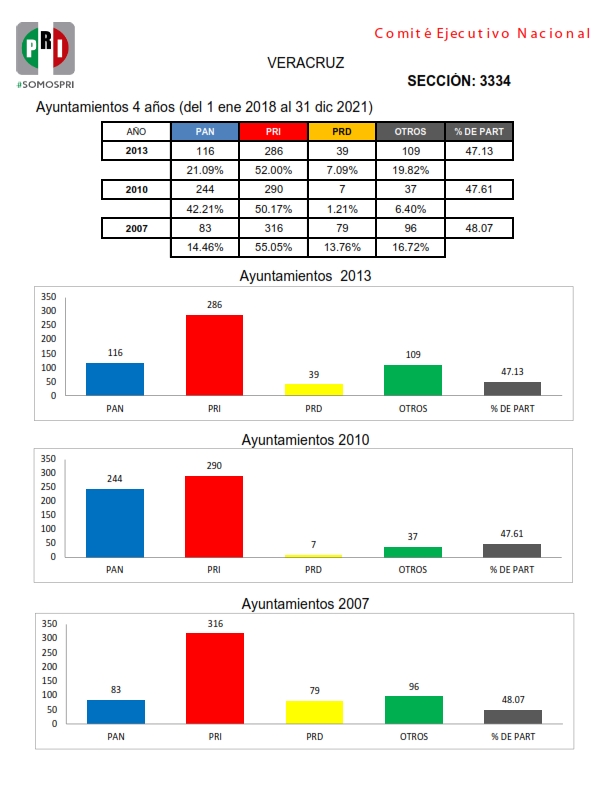 Comité Ejecutivo Nacional
PRI
#SOMOSPRI
VERACRUZ
SECCIÓN: 3334
Ayuntamientos 4 años (del 1 ene 2018 al 31 dic 2021)
AÑO PAN PRI PRD OTROS % DE PART
2013 116 286 39 109 47.13
21.09% 52.00% 7.09% 19.82%
2010 244 290 7 37 47.61
42.21% 50.17% 1.21% 6.40%
2007 83 316 79 96 48.07
14.46% 55.05% 13.76% 16.72%
Ayuntamientos 2013
350
300
250
200
150
100
50
0
116 286 39 109 47.13
PAN PRI PRD OTROS % DE PART
Ayuntamientos 2010
350
300
250
200
150
100
50
0
244 290 7 37 47.61
PAN PRI PRD OTROS % DE PART
Ayuntamientos 2007
350
300
250
200
150
100
50
0
83 316 79 96 48.07
PAN PRI PRD OTROS % DE PART